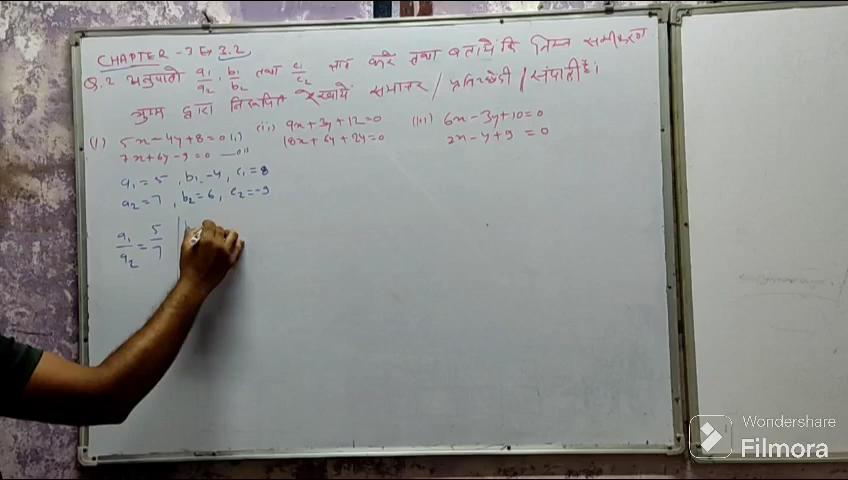 CHAPTER - 3 Ex 3.2
Q.2 अनुपातों a₁/a₂, b₁/b₂ तथा c₁/c₂ ज्ञात करें तथा बतायें कि निम्न समीकरण
युग्म द्वारा निरूपित रेखायें समान्तर / प्रतिच्छेदी / संपाती है।
(i) 5x - 4y + 8 = 0 (ii) 9x + 3y + 12 = 0 (iii) 6x - 3y + 10 = 0
7x + 6y - 9 = 0 18x + 6y + 24 = 0 2x - y + 9 = 0
a₁ = 5, b₁ -4, c₁ = 8
a₂ = 7, b₂ = 6, c₂ = -9
a₁/a₂ = 5/7
Wondershare
Filmora